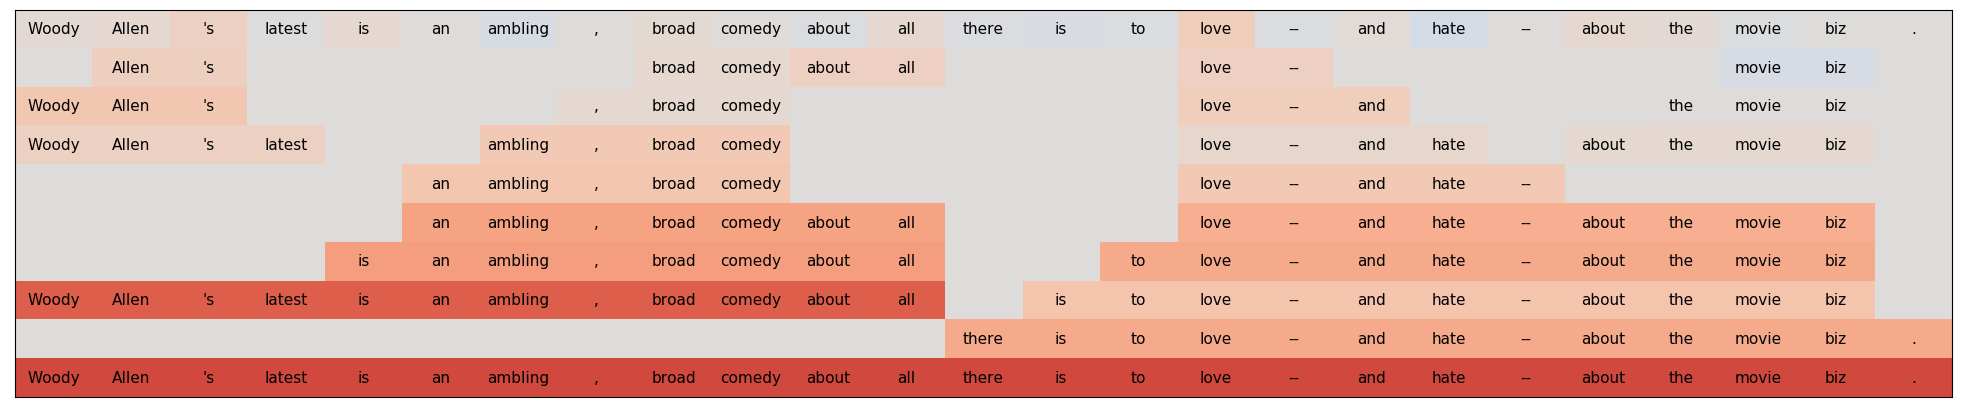 Woody Allen 's latest is an ambling , broad comedy about all there is to love -- and hate -- about the movie biz .
Allen 's broad comedy about all love -- movie biz
Woody Allen 's , broad comedy love -- and the movie biz
Woody Allen 's latest ambling , broad comedy love -- and hate about the movie biz
an ambling , broad comedy love -- and hate --
an ambling , broad comedy about all love -- and hate -- about the movie biz
is an ambling , broad comedy about all to love -- and hate -- about the movie biz
Woody Allen 's latest is an ambling , broad comedy about all is to love -- and hate -- about the movie biz
there is to love -- and hate -- about the movie biz .
Woody Allen 's latest is an ambling , broad comedy about all there is to love -- and hate -- about the movie biz .